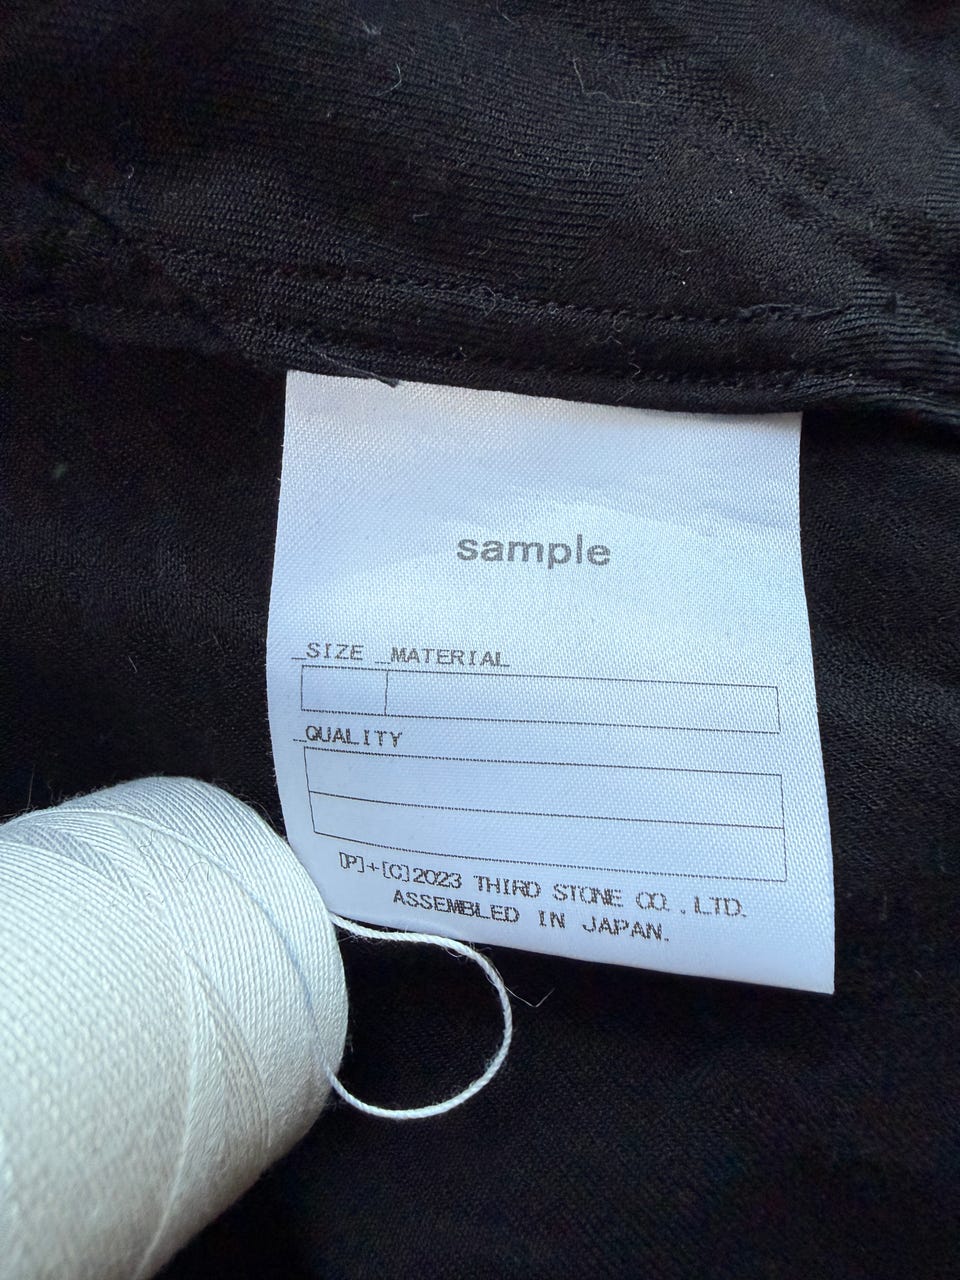 sample
_SIZE _MATERIAL
_QUALITY
[P]+[C]2023 THIRD STONE CO.,LTD.
ASSEMBLED IN JAPAN.